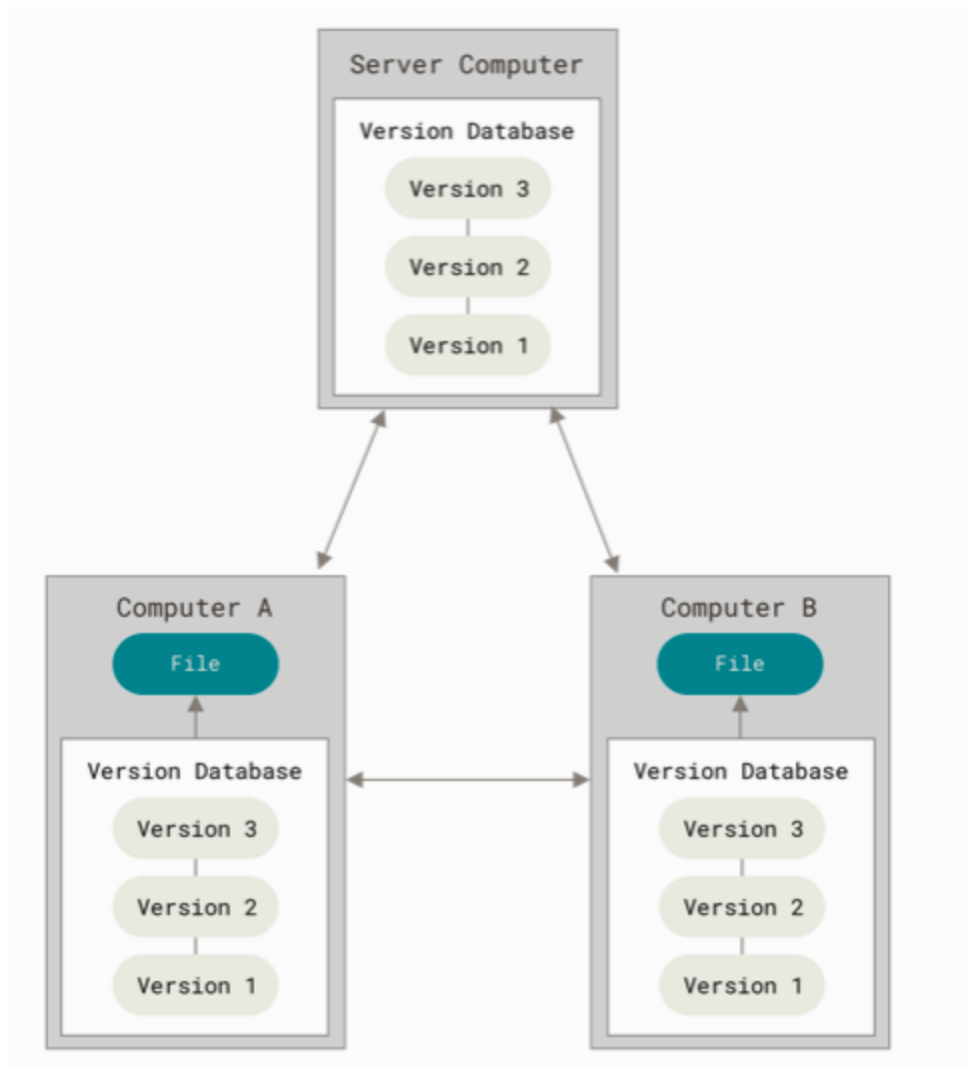 Server Computer
Version Database
Version 3
Version 2
Version 1
Computer A
File
Version Database
Version 3
Version 2
Version 1
Computer B
File
Version Database
Version 3
Version 2
Version 1